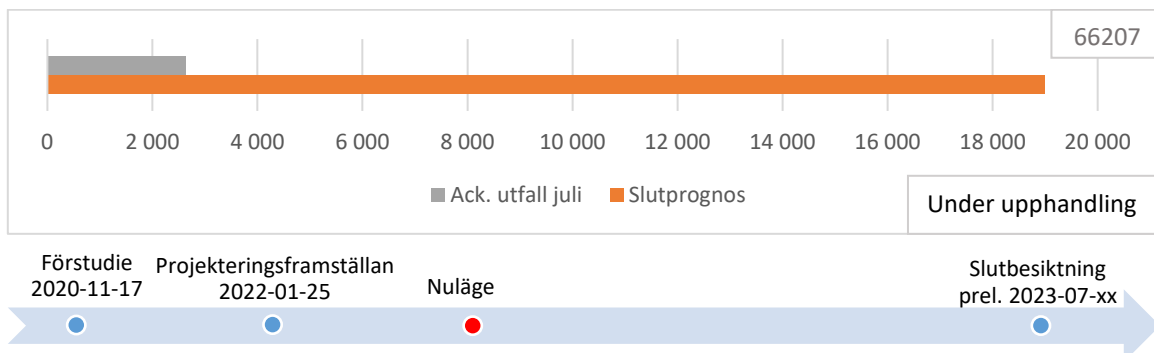 66207
0 2 000 4 000 6 000 8 000 10 000 12 000 14 000 16 000 18 000 20 000
Ack. utfall juli Slutprognos
Under upphandling
Förstudie
2020-11-17
Projekteringsframställan
2022-01-25
Nuläge
Slutbesiktning
prel. 2023-07-xx